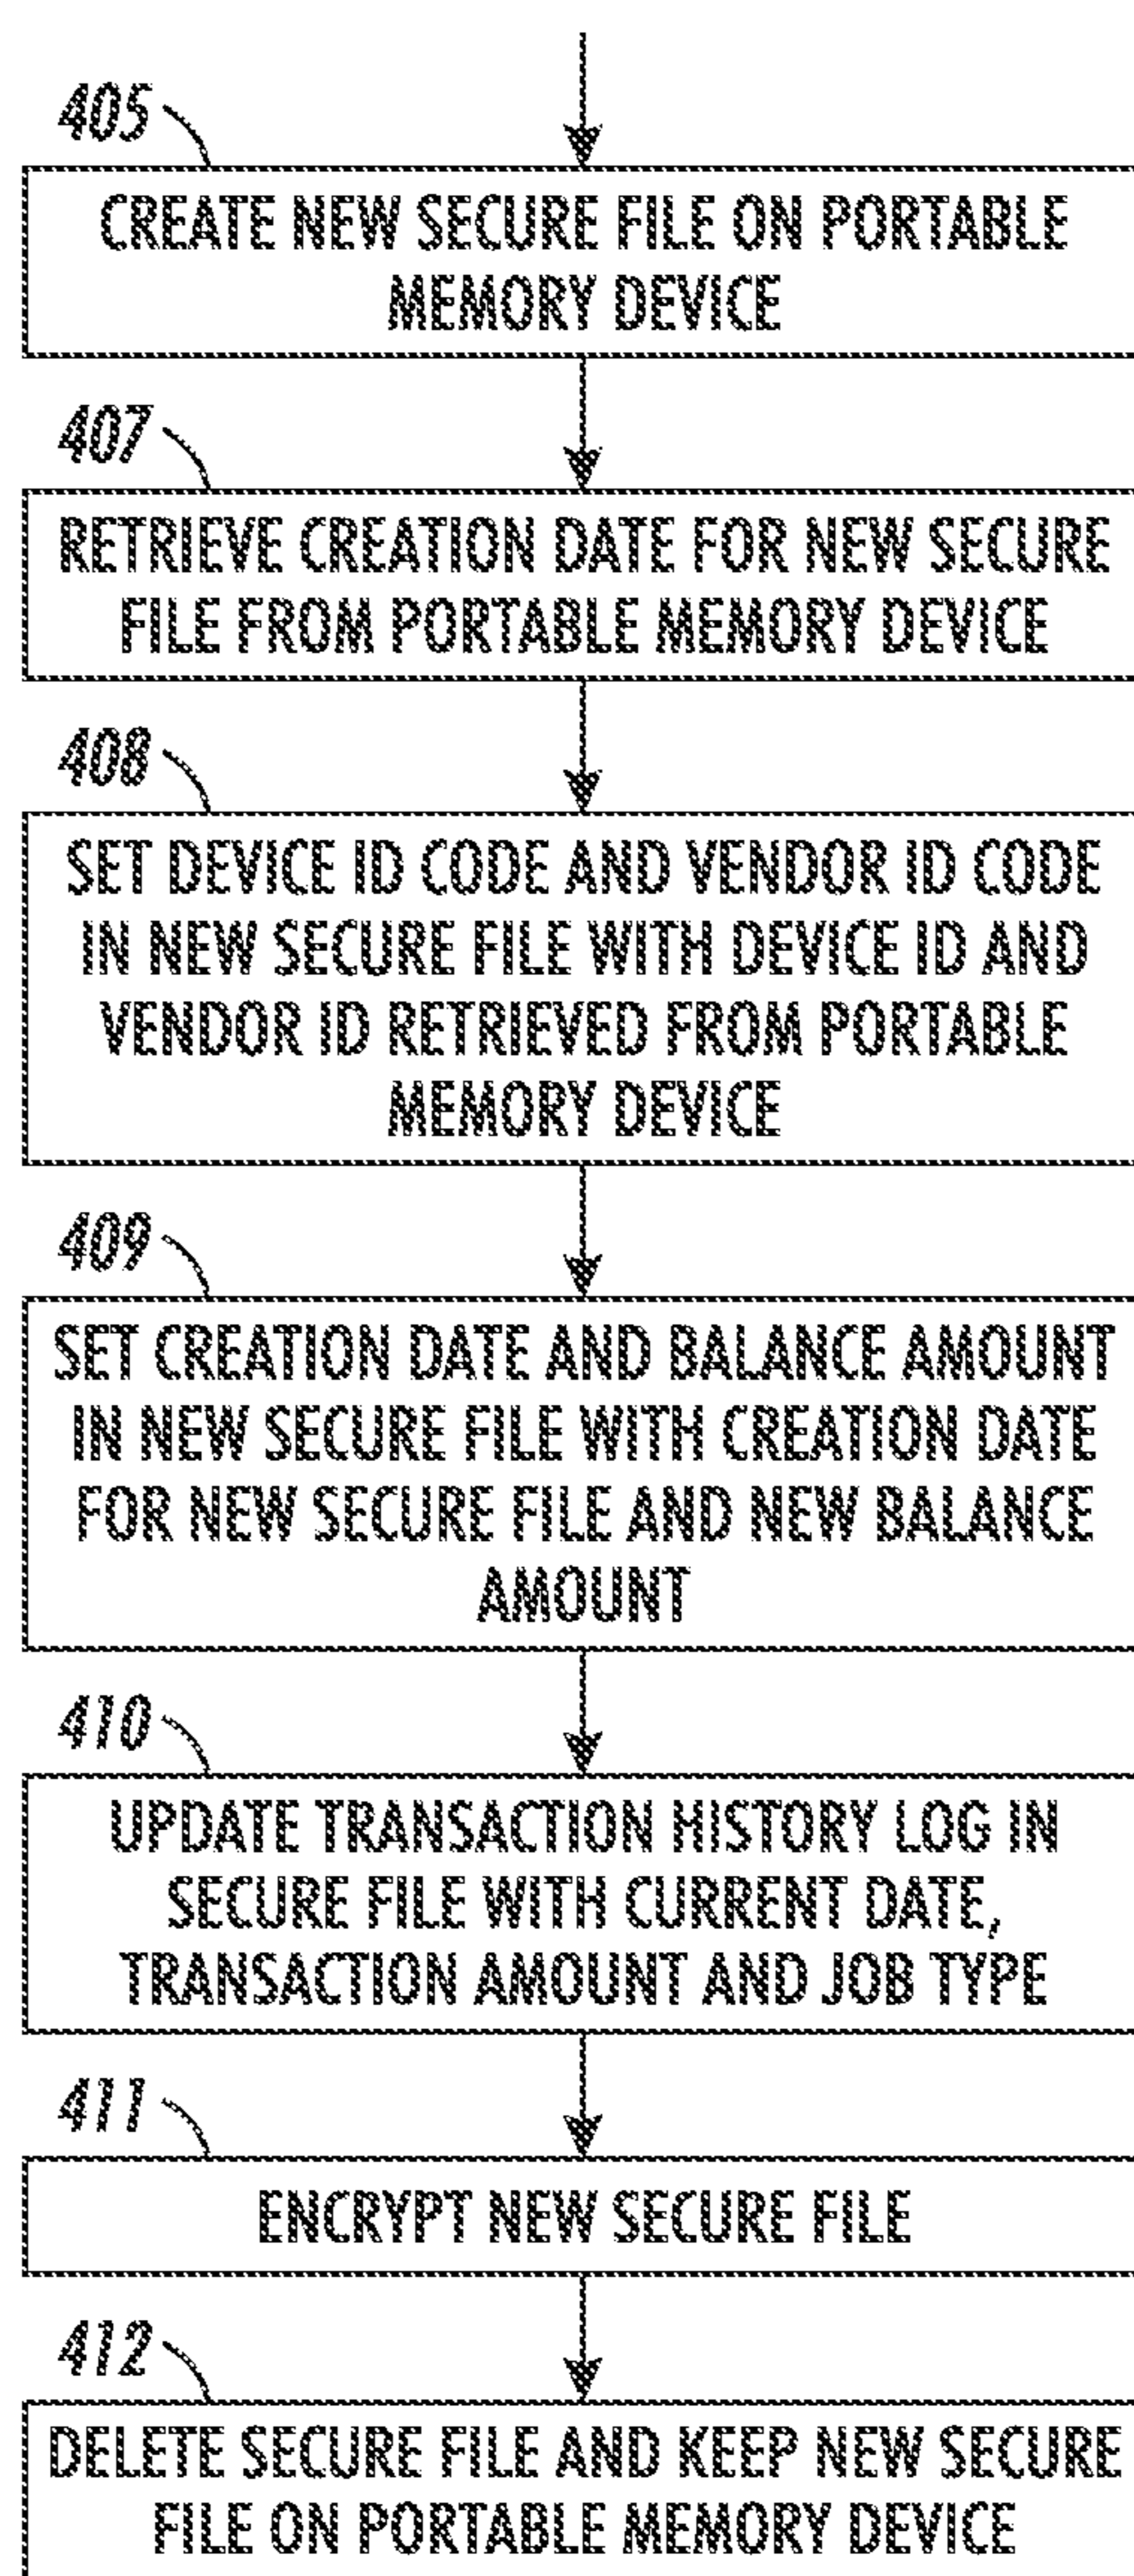 405
CREATE NEW SECURE FILE ON PORTABLE
MEMORY DEVICE
407
RETRIEVE CREATION DATE FOR NEW SECURE
FILE FROM PORTABLE MEMORY DEVICE
408
SET DEVICE ID CODE AND VENDOR ID CODE
IN NEW SECURE FILE WITH DEVICE ID AND
VENDOR ID RETRIEVED FROM PORTABLE
MEMORY DEVICE
409
SET CREATION DATE AND BALANCE AMOUNT
IN NEW SECURE FILE WITH CREATION DATE
FOR NEW SECURE FILE AND NEW BALANCE
AMOUNT
410
UPDATE TRANSACTION HISTORY LOG IN
SECURE FILE WITH CURRENT DATE,
TRANSACTION AMOUNT AND JOB TYPE
411
ENCRYPT NEW SECURE FILE
412
DELETE SECURE FILE AND KEEP NEW SECURE
FILE ON PORTABLE MEMORY DEVICE